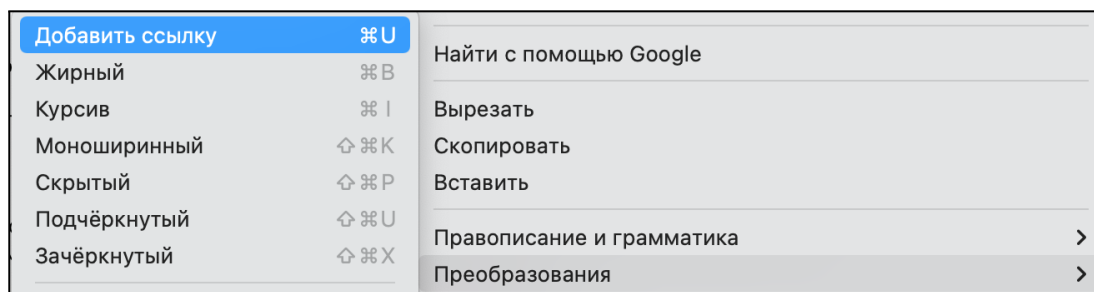 Добавить ссылку ⌘U
Жирный ⌘B
Курсив ⌘I
Моноширинный ⇧⌘K
Скрытый ⇧⌘P
Подчёркнутый ⇧⌘U
Зачёркнутый ⇧⌘X
Найти с помощью Google
Вырезать
Скопировать
Вставить
Правописание и грамматика
Преобразования